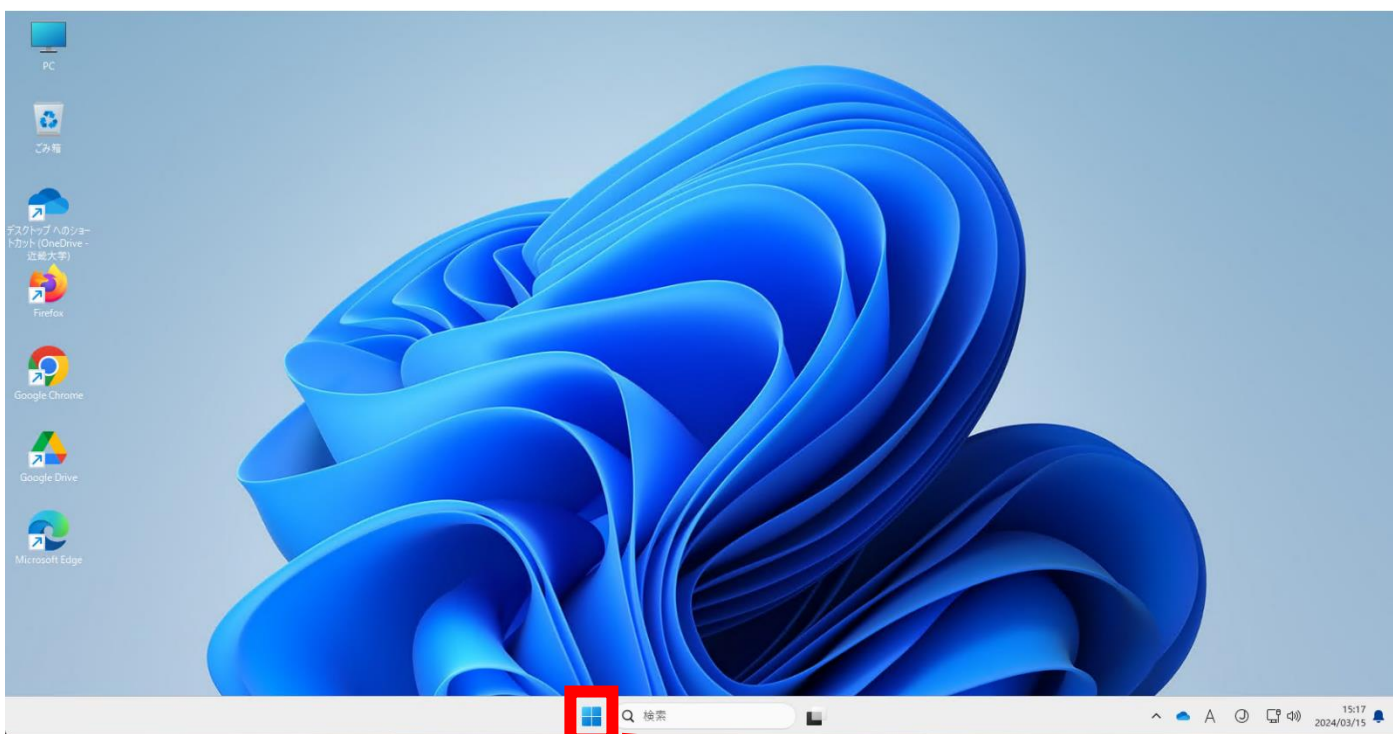 PC
ごみ箱
デスクトップ へのショー
トカット (OneDrive -
近畿大学)
Firefox
Google Chrome
Google Drive
Microsoft Edge
検索
A
15:17
2024/03/15